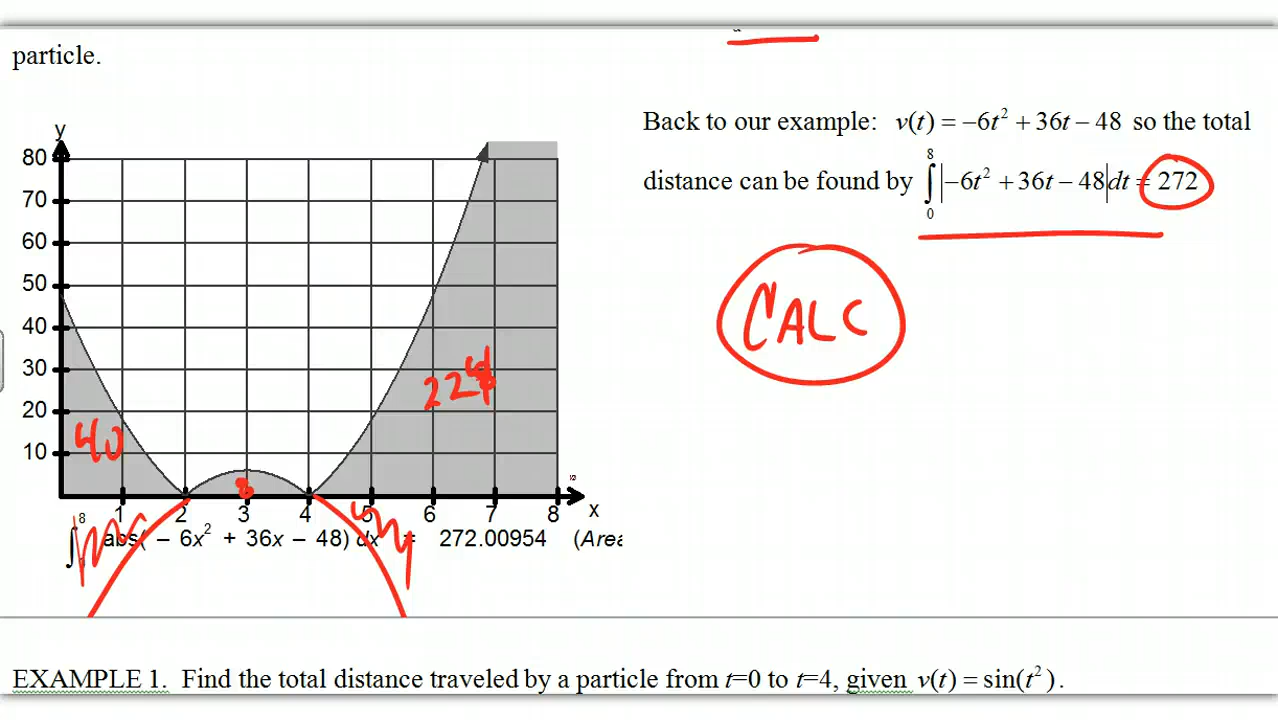 particle.
Back to our example: v(t) = −6t² + 36t − 48 so the total
distance can be found by ∫₀⁸ |−6t² + 36t − 48| dt = 272
CALC
y
80
70
60
50
40
30
20
10
40
8
224
1 2 3 4 5 6 7 8 x
∫ 8 abs( − 6x² + 36x − 48) dx = 272.00954 (Area
EXAMPLE 1. Find the total distance traveled by a particle from t=0 to t=4, given v(t) = sin(t²).